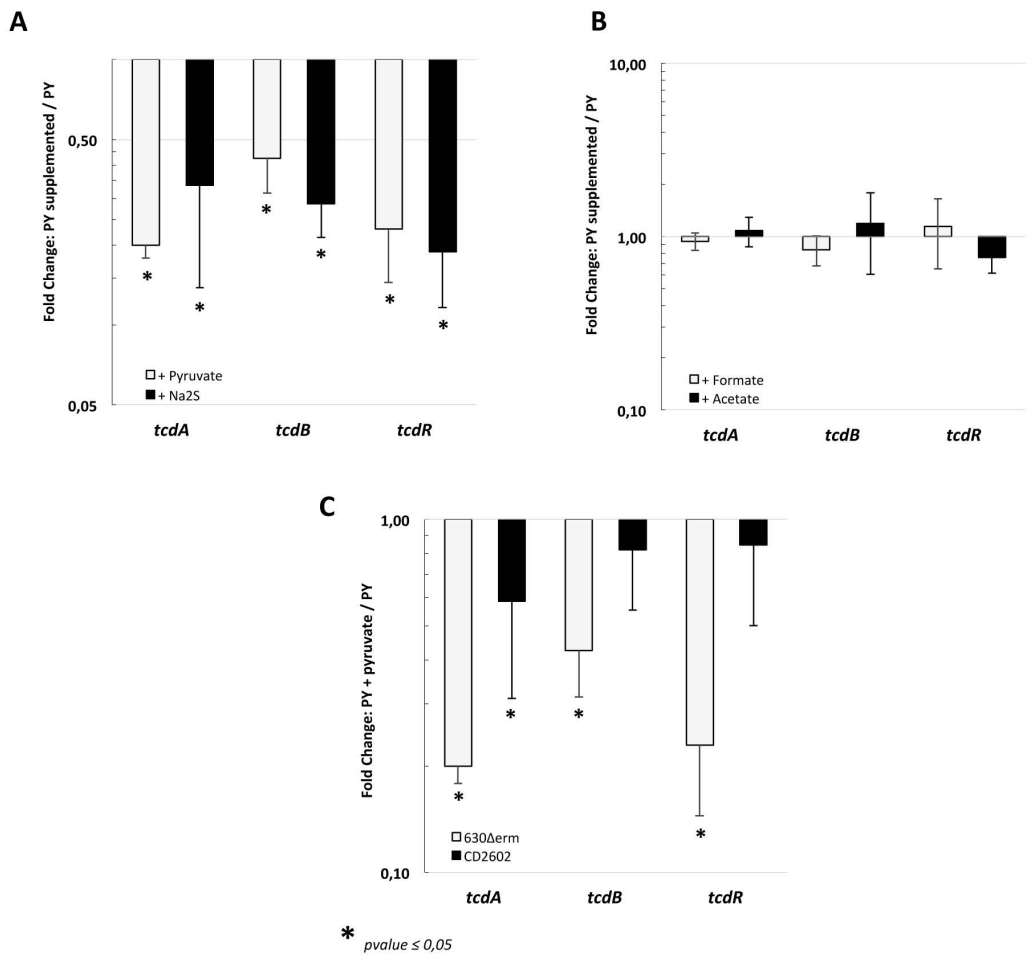 A
Fold Change: PY supplemented / PY
0,50
0,05
*
*
*
*
*
*
+ Pyruvate
+ Na2S
tcdA tcdB tcdR
B
Fold Change: PY supplemented / PY
10,00
1,00
0,10
+ Formate
+ Acetate
tcdA tcdB tcdR
C
Fold Change: PY + pyruvate / PY
1,00
0,10
*
*
*
*
630Δerm
CD2602
tcdA tcdB tcdR
* pvalue ≤ 0,05